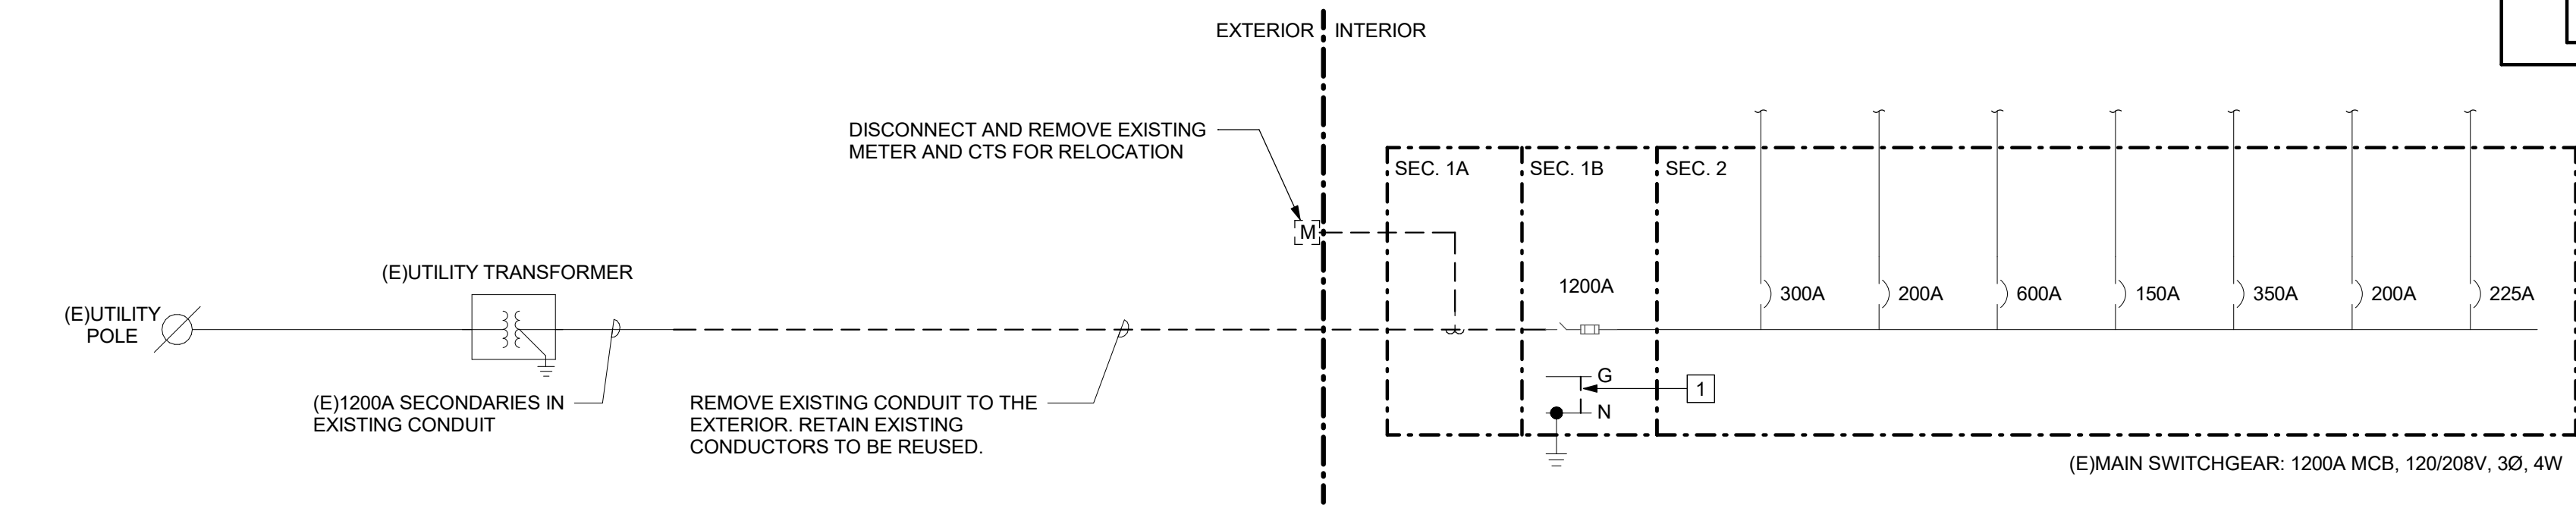 EXTERIOR
INTERIOR
DISCONNECT AND REMOVE EXISTING
METER AND CTS FOR RELOCATION
SEC. 1A
SEC. 1B
SEC. 2
M
(E)UTILITY TRANSFORMER
(E)UTILITY
POLE
1200A
300A
200A
600A
150A
350A
200A
225A
(E)1200A SECONDARIES IN
EXISTING CONDUIT
REMOVE EXISTING CONDUIT TO THE
EXTERIOR. RETAIN EXISTING
CONDUCTORS TO BE REUSED.
G
1
N
(E)MAIN SWITCHGEAR: 1200A MCB, 120/208V, 3Ø, 4W